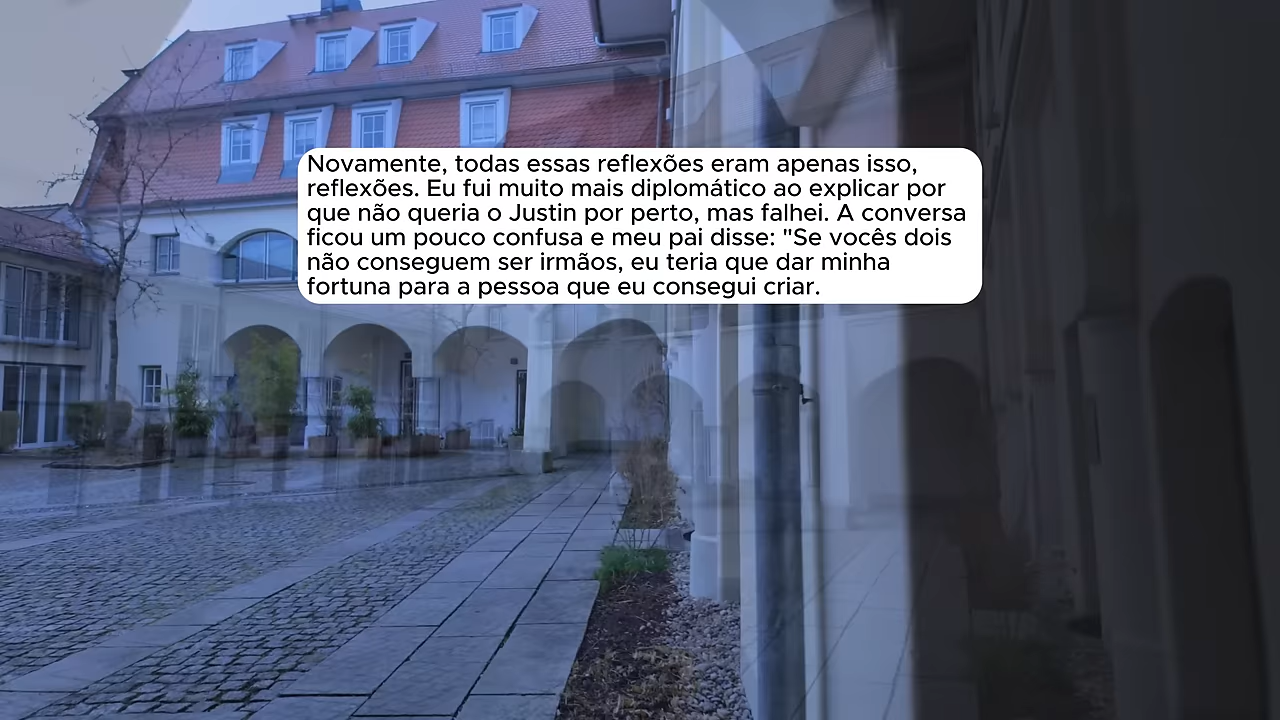 Novamente, todas essas reflexões eram apenas isso,
reflexões. Eu fui muito mais diplomático ao explicar por
que não queria o Justin por perto, mas falhei. A conversa
ficou um pouco confusa e meu pai disse: "Se vocês dois
não conseguem ser irmãos, eu teria que dar minha
fortuna para a pessoa que eu consegui criar.